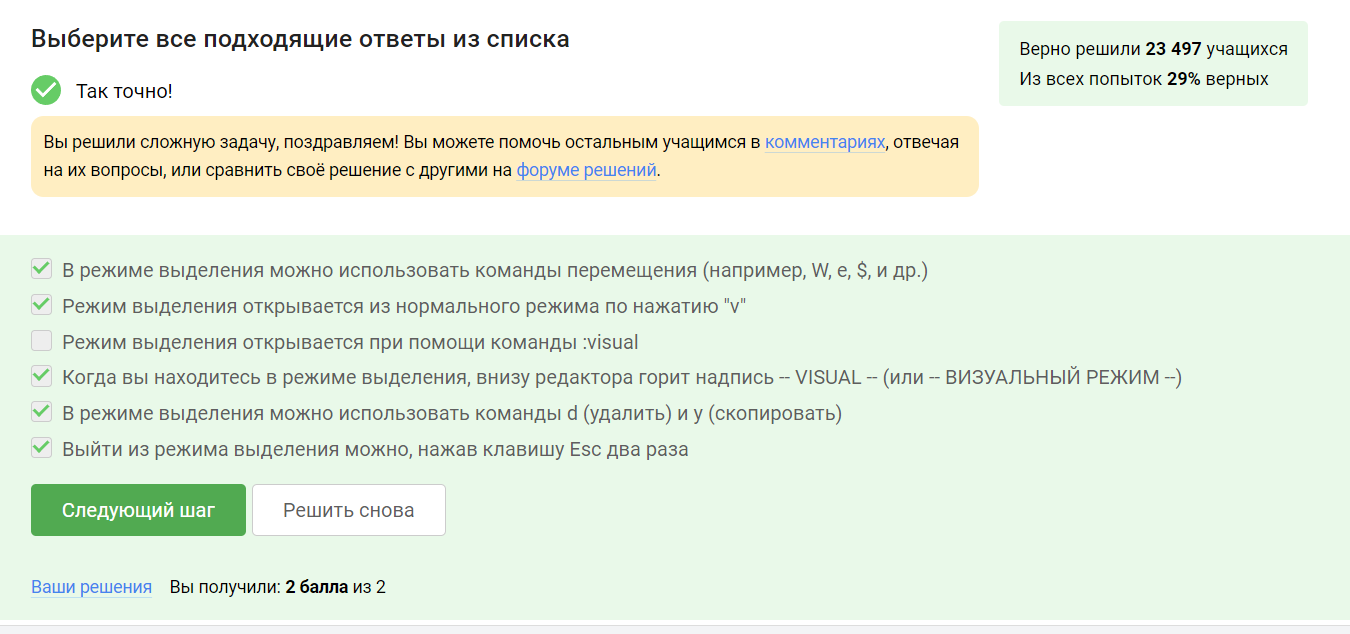 Выберите все подходящие ответы из списка
Верно решили 23 497 учащихся
Из всех попыток 29% верных
Так точно!
Вы решили сложную задачу, поздравляем! Вы можете помочь остальным учащимся в комментариях, отвечая
на их вопросы, или сравнить своё решение с другими на форуме решений.
В режиме выделения можно использовать команды перемещения (например, W, e, $, и др.)
Режим выделения открывается из нормального режима по нажатию "v"
Режим выделения открывается при помощи команды :visual
Когда вы находитесь в режиме выделения, внизу редактора горит надпись -- VISUAL -- (или -- ВИЗУАЛЬНЫЙ РЕЖИМ --)
В режиме выделения можно использовать команды d (удалить) и y (скопировать)
Выйти из режима выделения можно, нажав клавишу Esc два раза
Следующий шаг Решить снова
Ваши решения Вы получили: 2 балла из 2